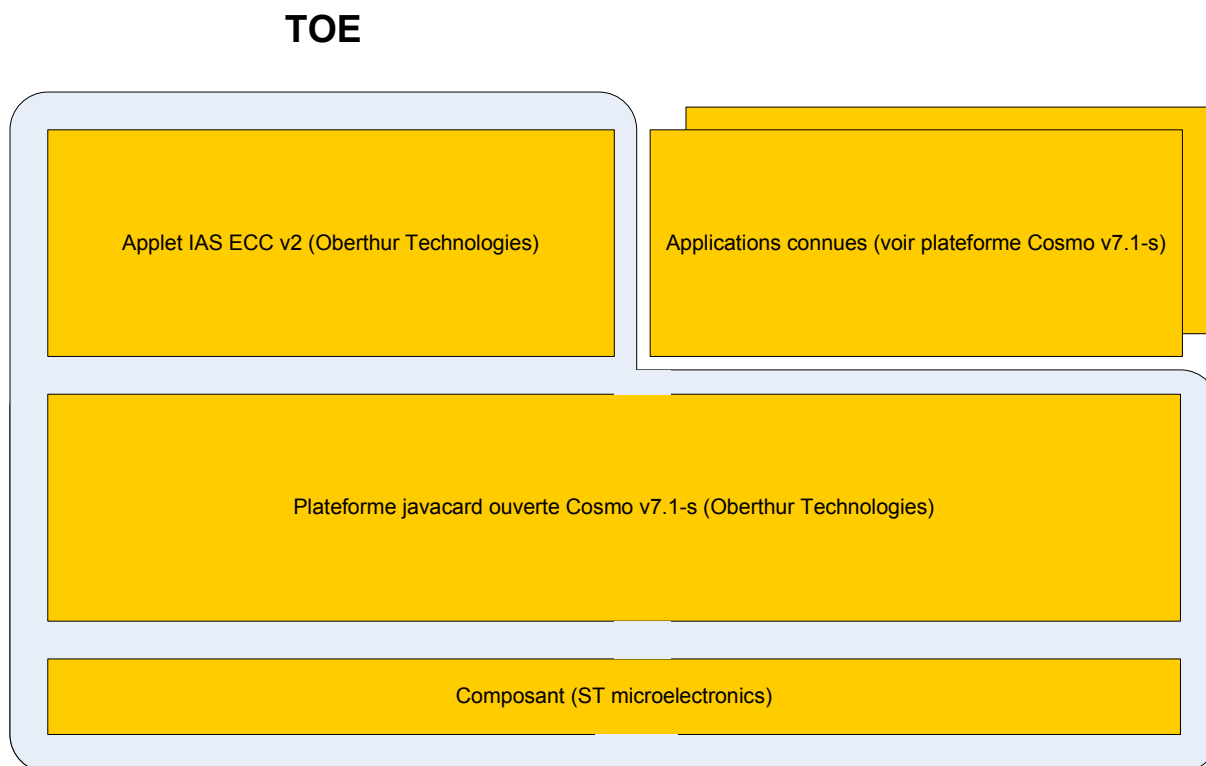 TOE
Applet IAS ECC v2 (Oberthur Technologies)
Applications connues (voir plateforme Cosmo v7.1-s)
Plateforme javacard ouverte Cosmo v7.1-s (Oberthur Technologies)
Composant (ST microelectronics)